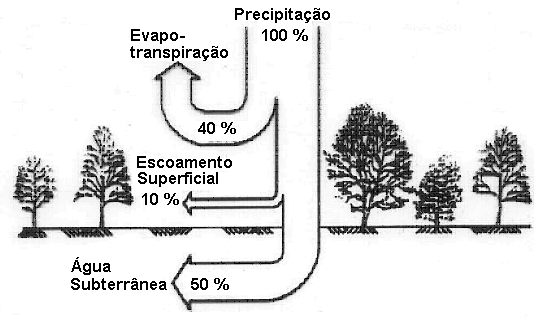 Precipitação
100 %
Evapo-
transpiração
40 %
Escoamento
Superficial
10 %
Água
Subterrânea
50 %